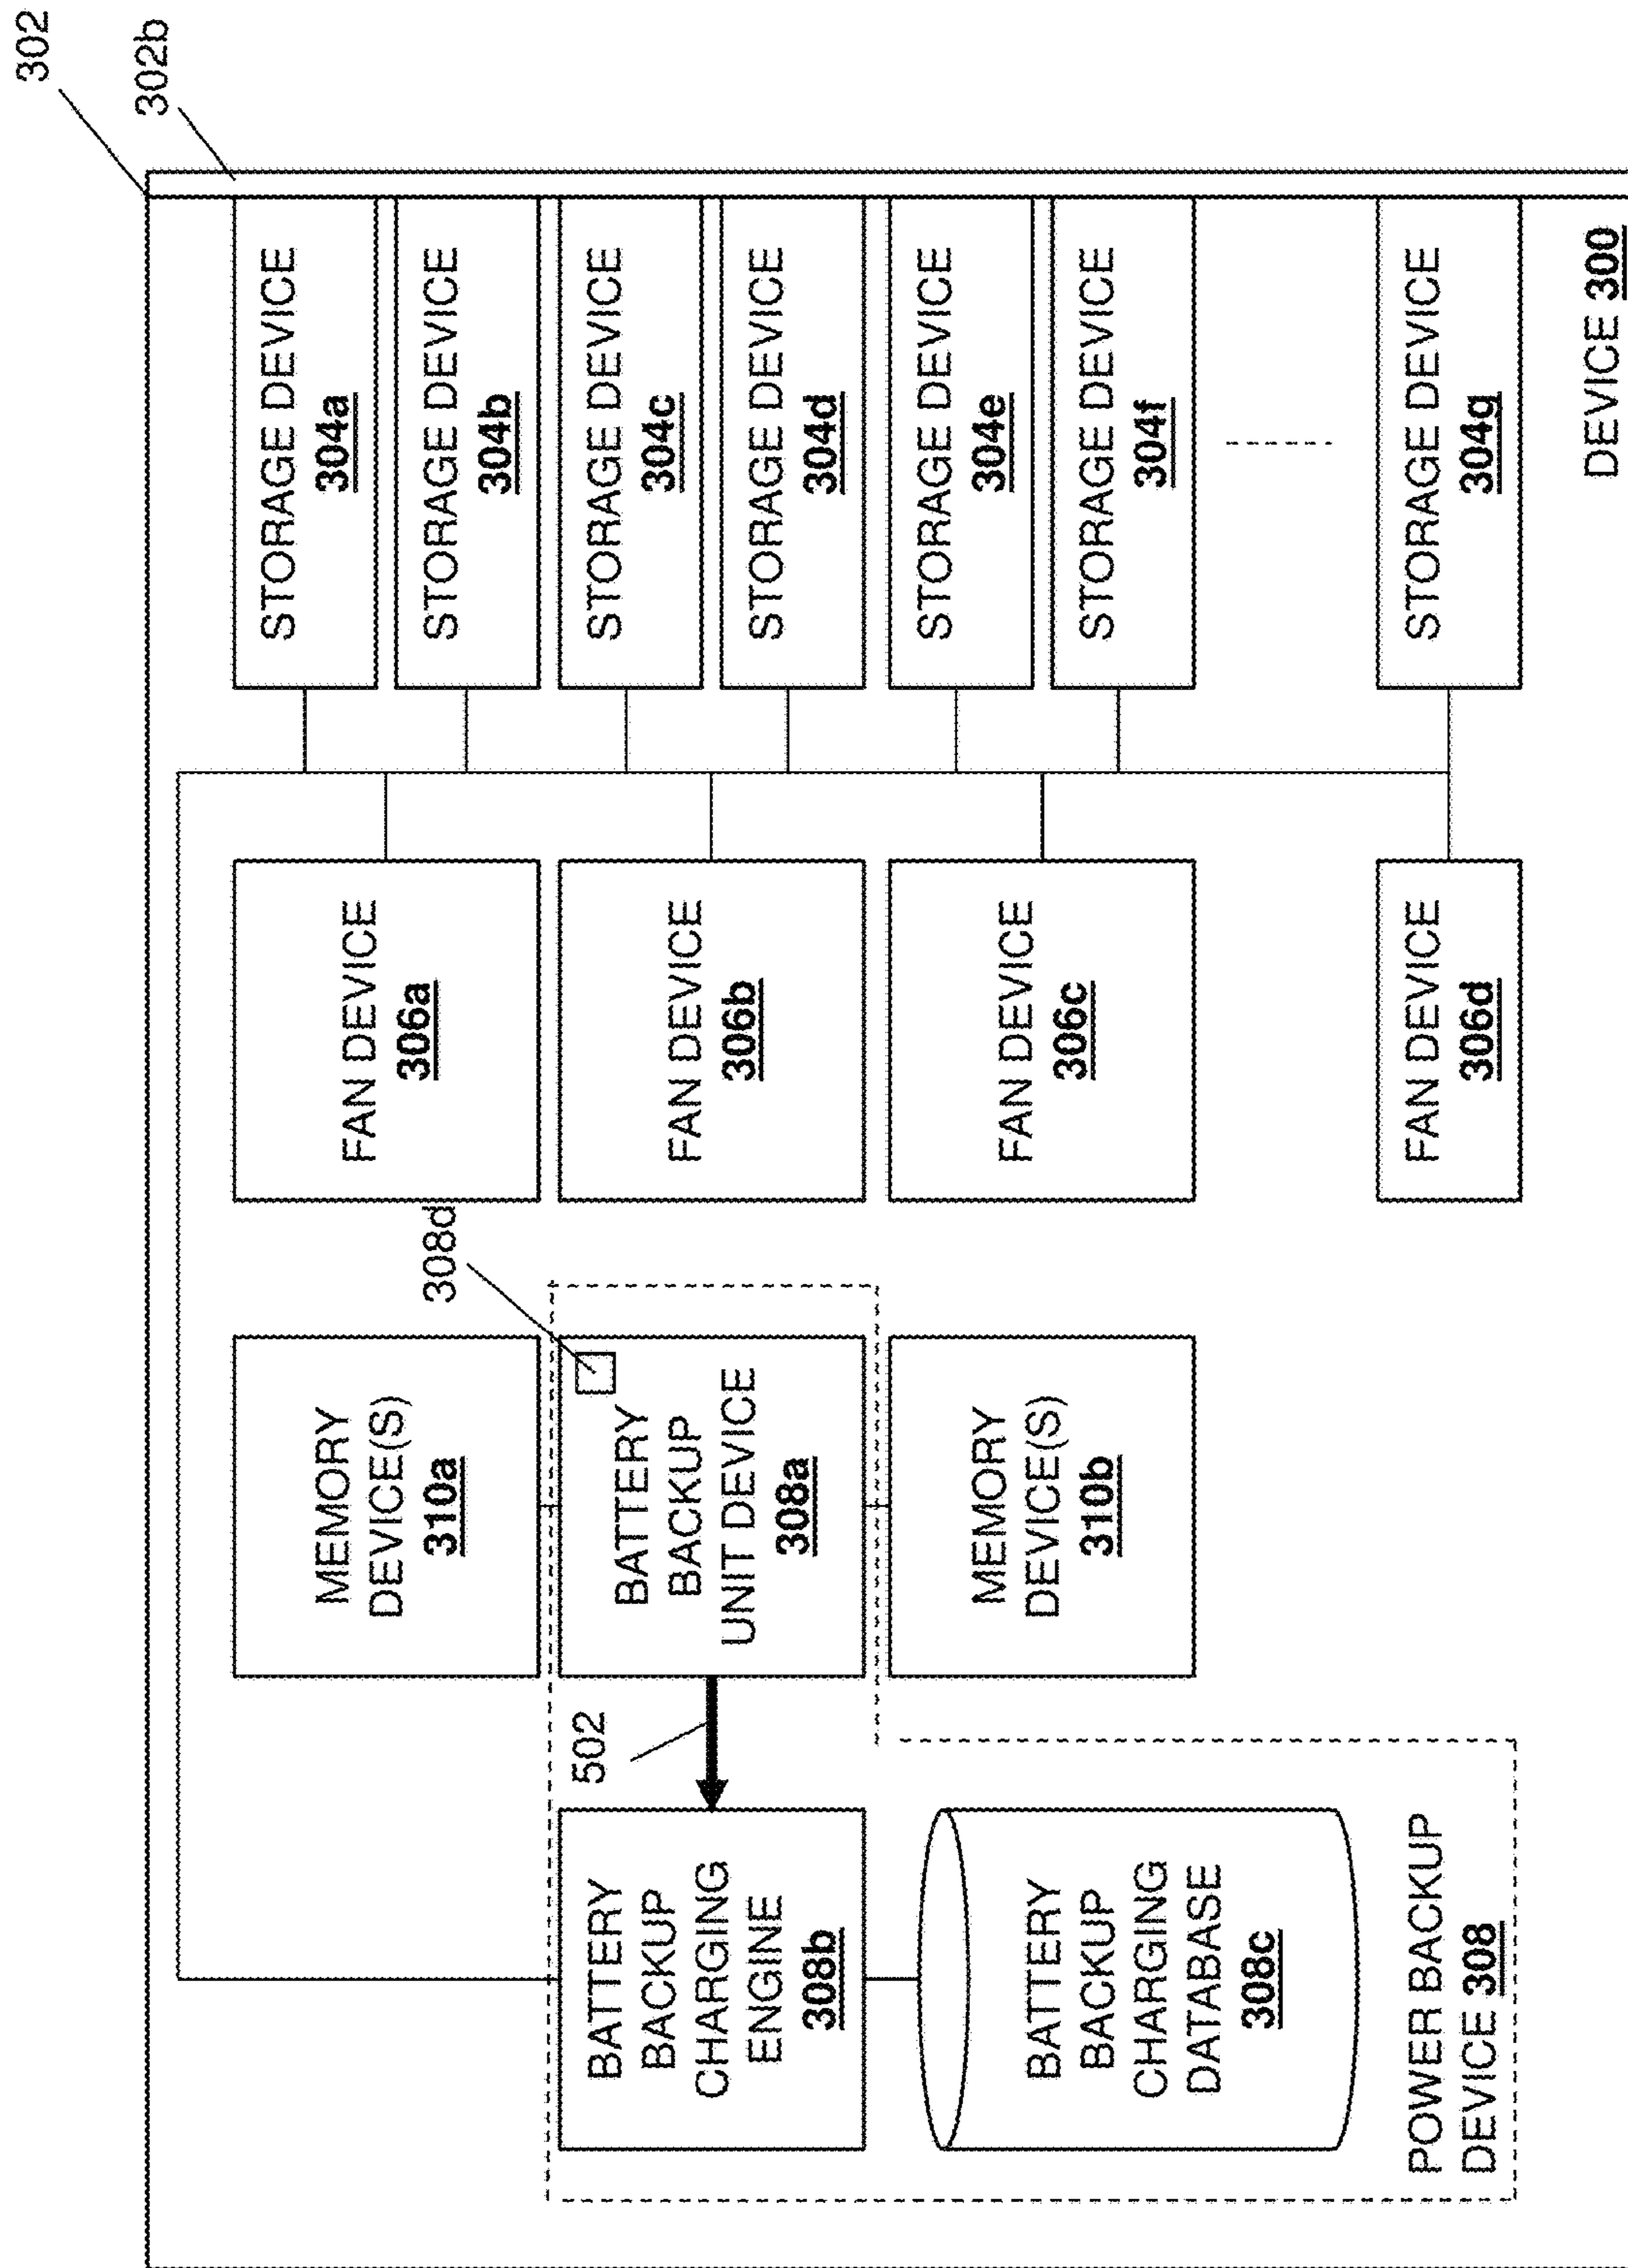 302
302b
STORAGE DEVICE
304a
STORAGE DEVICE
304b
STORAGE DEVICE
304c
STORAGE DEVICE
304d
STORAGE DEVICE
304e
STORAGE DEVICE
304f
STORAGE DEVICE
304g
DEVICE 300
FAN DEVICE
306a
FAN DEVICE
306b
FAN DEVICE
306c
FAN DEVICE
306d
308d
MEMORY
DEVICE(S)
310a
BATTERY
BACKUP
UNIT DEVICE
308a
MEMORY
DEVICE(S)
310b
502
BATTERY
BACKUP
CHARGING
ENGINE
308b
BATTERY
BACKUP
CHARGING
DATABASE
308c
POWER BACKUP
DEVICE 308